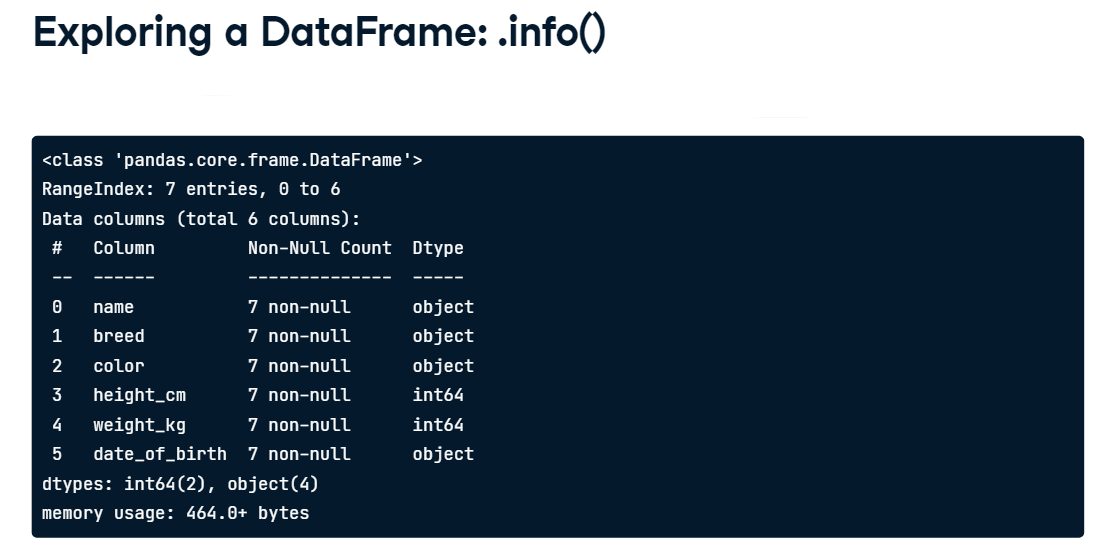 Exploring a DataFrame: .info()
<class 'pandas.core.frame.DataFrame'>
RangeIndex: 7 entries, 0 to 6
Data columns (total 6 columns):
 #   Column         Non-Null Count  Dtype
 --  ------         --------------  -----
 0   name           7 non-null      object
 1   breed          7 non-null      object
 2   color          7 non-null      object
 3   height_cm      7 non-null      int64
 4   weight_kg      7 non-null      int64
 5   date_of_birth  7 non-null      object
dtypes: int64(2), object(4)
memory usage: 464.0+ bytes